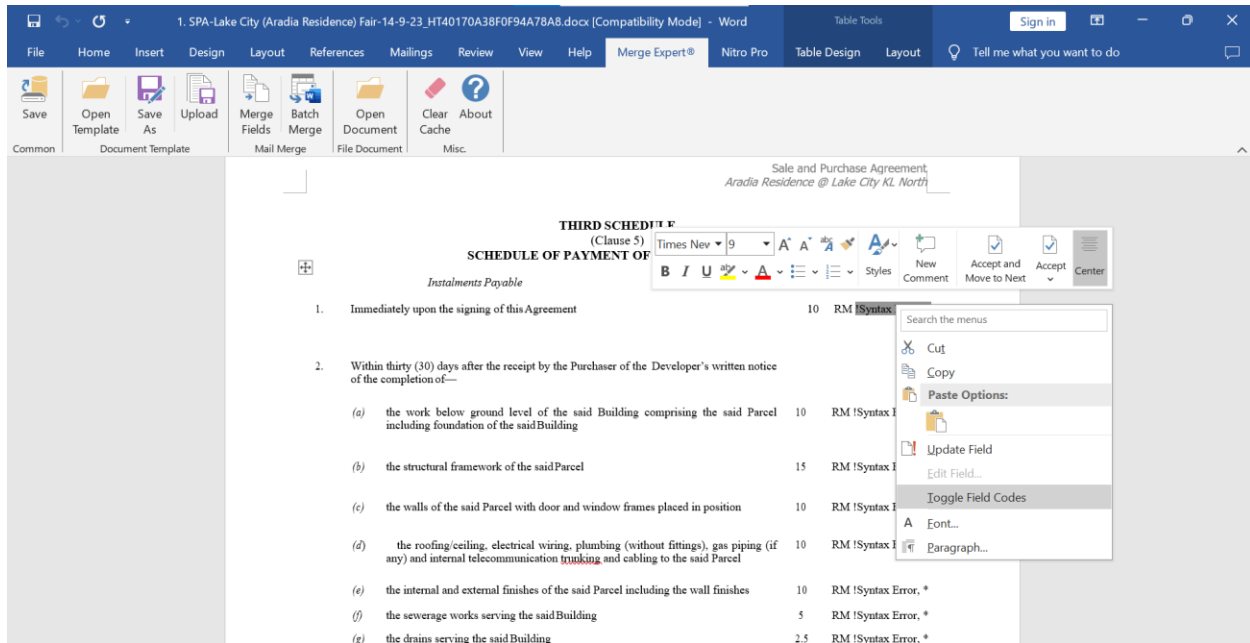 1. SPA-Lake City (Aradia Residence) Fair-14-9-23_HT40170A38F0F94A78A8.docx [Compatibility Mode] - Word
Table Tools
Sign in
File Home Insert Design Layout References Mailings Review View Help Merge Expert® Nitro Pro Table Design Layout Tell me what you want to do
Save
Open Template
Save As
Upload
Merge Fields
Batch Merge
Open Document
Clear Cache
About
Common Document Template Mail Merge File Document Misc.
Sale and Purchase Agreement
Aradia Residence @ Lake City KL North
THIRD SCHEDULE
(Clause 5)
SCHEDULE OF PAYMENT OF
Instalments Payable
Times Nev 9
B I U
Styles
New Comment
Accept and Move to Next
Accept
Center
1. Immediately upon the signing of this Agreement 10 RM !Syntax
Search the menus
Cut
Copy
Paste Options:
Update Field
Edit Field...
Toggle Field Codes
Font...
Paragraph...
2. Within thirty (30) days after the receipt by the Purchaser of the Developer's written notice
of the completion of—
(a) the work below ground level of the said Building comprising the said Parcel 10 RM !Syntax
including foundation of the said Building
(b) the structural framework of the said Parcel 15 RM !Syntax
(c) the walls of the said Parcel with door and window frames placed in position 10 RM !Syntax
(d) the roofing/ceiling, electrical wiring, plumbing (without fittings), gas piping (if 10 RM !Syntax
any) and internal telecommunication trunking and cabling to the said Parcel
(e) the internal and external finishes of the said Parcel including the wall finishes 10 RM !Syntax Error, *
(f) the sewerage works serving the said Building 5 RM !Syntax Error, *
(g) the drains serving the said Building 2.5 RM !Syntax Error, *